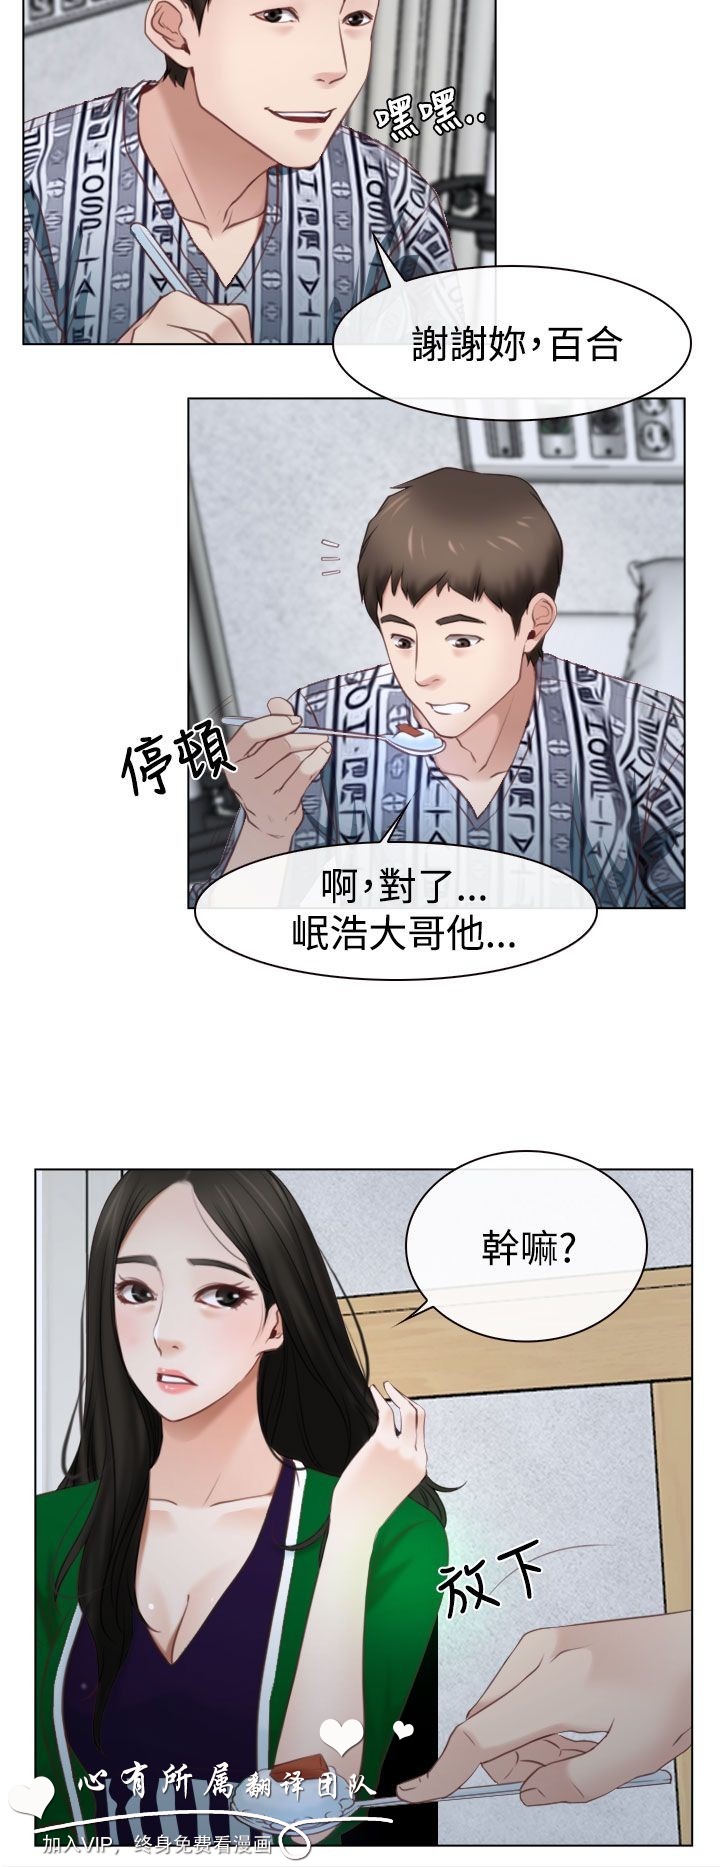 嘿嘿..
HOSPITAL
謝謝妳,百合
停頓
啊,對了...
岷浩大哥他...
幹嘛?
放下
心有所属翻译团队
加入VIP，终身免费看漫画